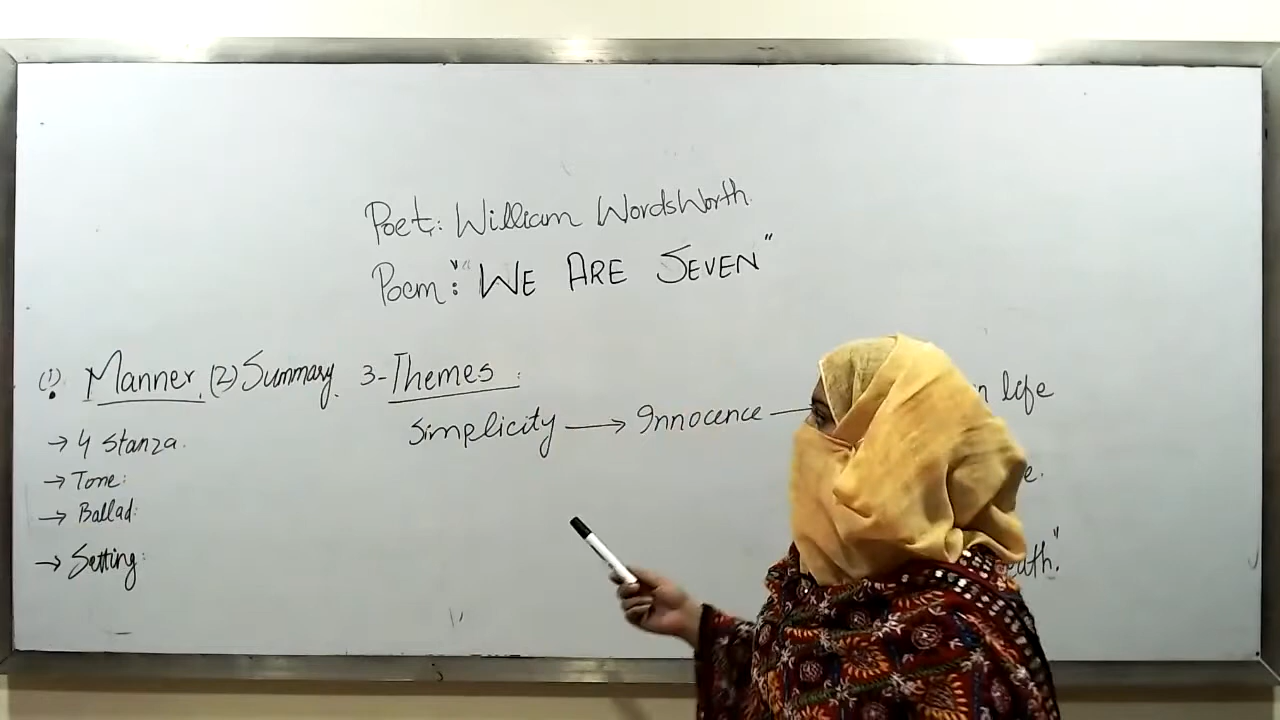 Poet: William WordsWorth.
Poem: "WE ARE SEVEN"
(1) Manner (2) Summary. 3-Themes:
Simplicity → Innocence → life
→ 4 stanza.
→ Tone:
→ Ballad:
→ Setting: